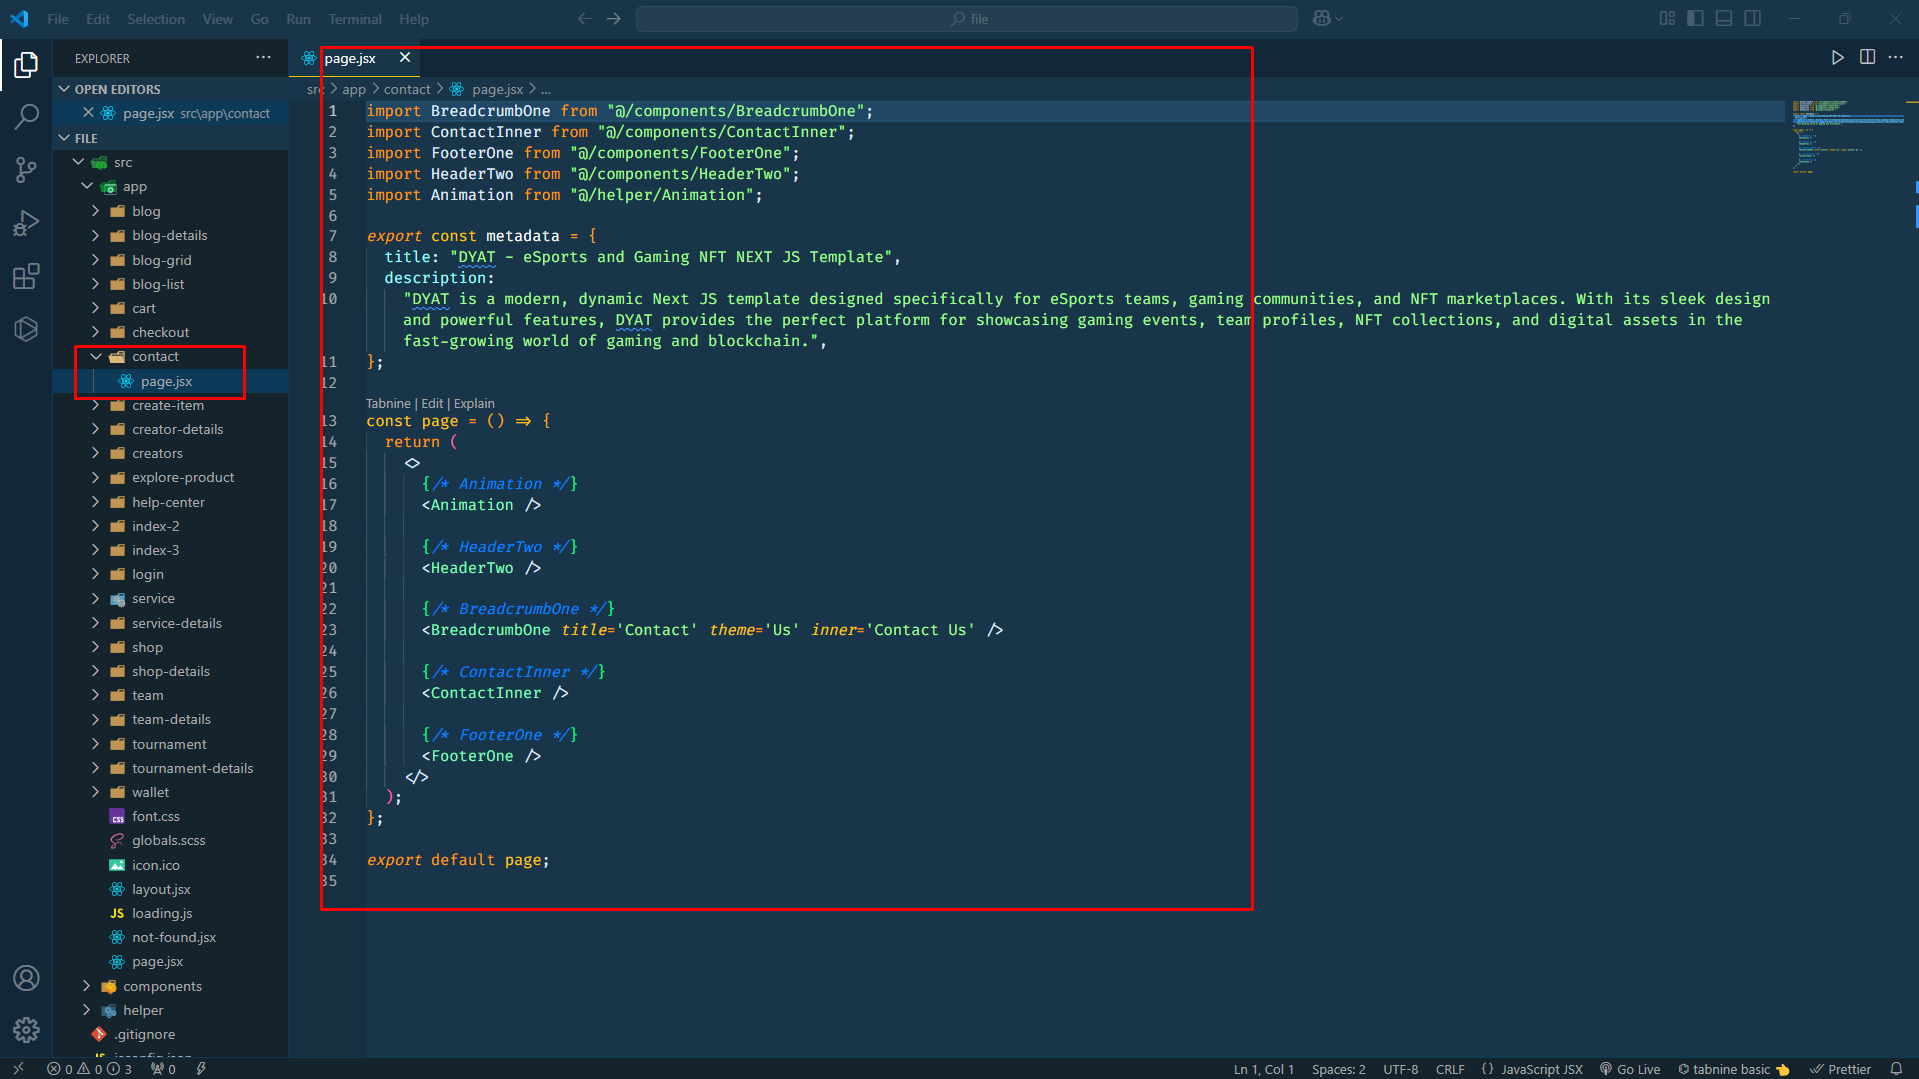 File Edit Selection View Go Run Terminal Help
file
EXPLORER
OPEN EDITORS
page.jsx src\app\contact
FILE
src
app
blog
blog-details
blog-grid
blog-list
cart
checkout
contact
page.jsx
create-item
creator-details
creators
explore-product
help-center
index-2
index-3
login
service
service-details
shop
shop-details
team
team-details
tournament
tournament-details
wallet
font.css
globals.scss
icon.ico
layout.jsx
JS loading.js
not-found.jsx
page.jsx
components
helper
.gitignore
page.jsx
src > app > contact > page.jsx > ...
1 import BreadcrumbOne from "@/components/BreadcrumbOne";
2 import ContactInner from "@/components/ContactInner";
3 import FooterOne from "@/components/FooterOne";
4 import HeaderTwo from "@/components/HeaderTwo";
5 import Animation from "@/helper/Animation";
6
7 export const metadata = {
8 title: "DYAT - eSports and Gaming NFT NEXT JS Template",
9 description:
10 "DYAT is a modern, dynamic Next JS template designed specifically for eSports teams, gaming communities, and NFT marketplaces. With its sleek design
and powerful features, DYAT provides the perfect platform for showcasing gaming events, team profiles, NFT collections, and digital assets in the
fast-growing world of gaming and blockchain.",
11 };
12
Tabnine | Edit | Explain
13 const page = () => {
14 return (
15 <>
16 {/* Animation */}
17 <Animation />
18
19 {/* HeaderTwo */}
20 <HeaderTwo />
21
22 {/* BreadcrumbOne */}
23 <BreadcrumbOne title='Contact' theme='Us' inner='Contact Us' />
24
25 {/* ContactInner */}
26 <ContactInner />
27
28 {/* FooterOne */}
29 <FooterOne />
30 </>
31 );
32 };
33
34 export default page;
35
0 0 3 0
Ln 1, Col 1 Spaces: 2 UTF-8 CRLF {} JavaScript JSX Go Live tabnine basic Prettier